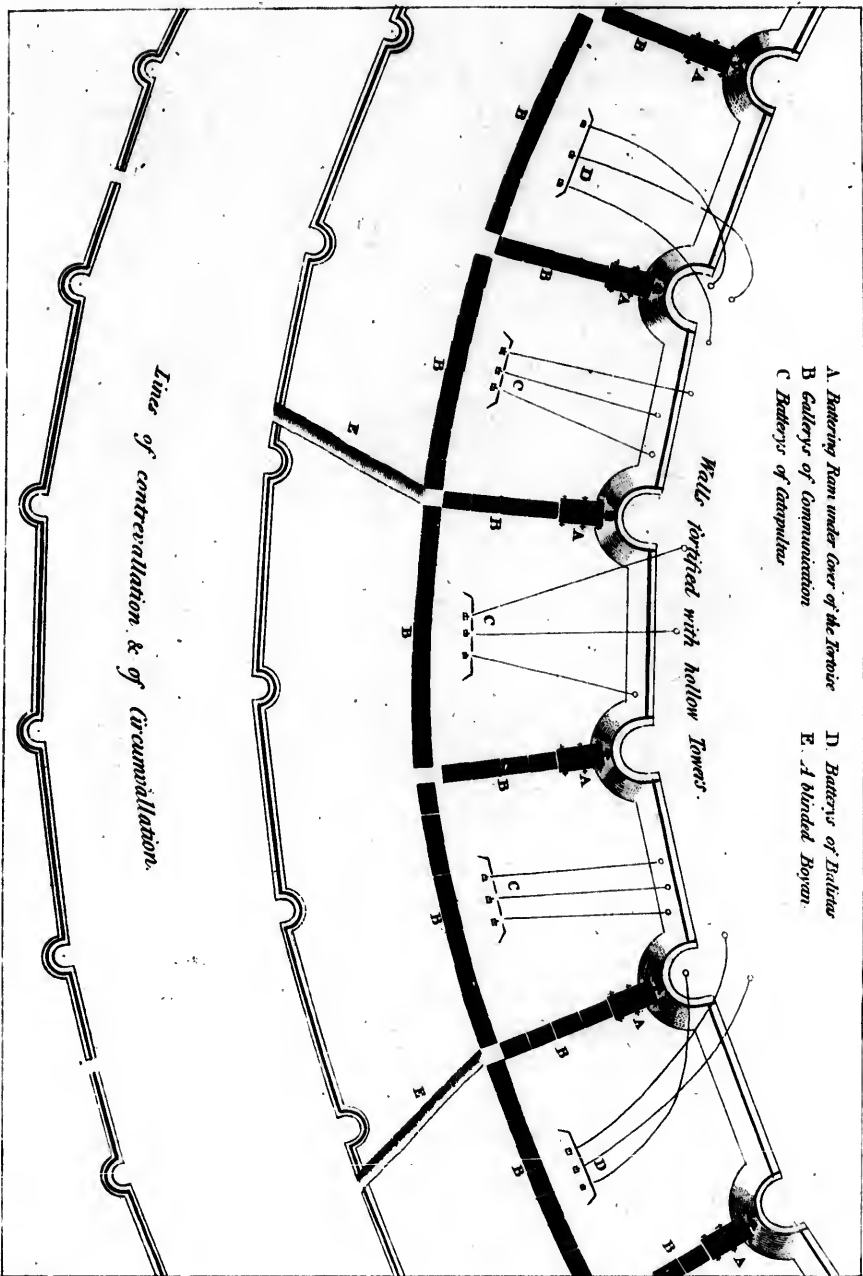 A. Battering Ram under Cover of the Tortoise
B Gallerys of Communication
C Batterys of Catapultas
D. Batterys of Balistas
E. A blinded Boyau
Walls fortified with hollow Towers.
B
A
B
D
B
A
B
C
E
B
A
B
C
B
A
B
C
B
A
E
D
B
B
A
Lines of contrevallation & of Circumvallation.